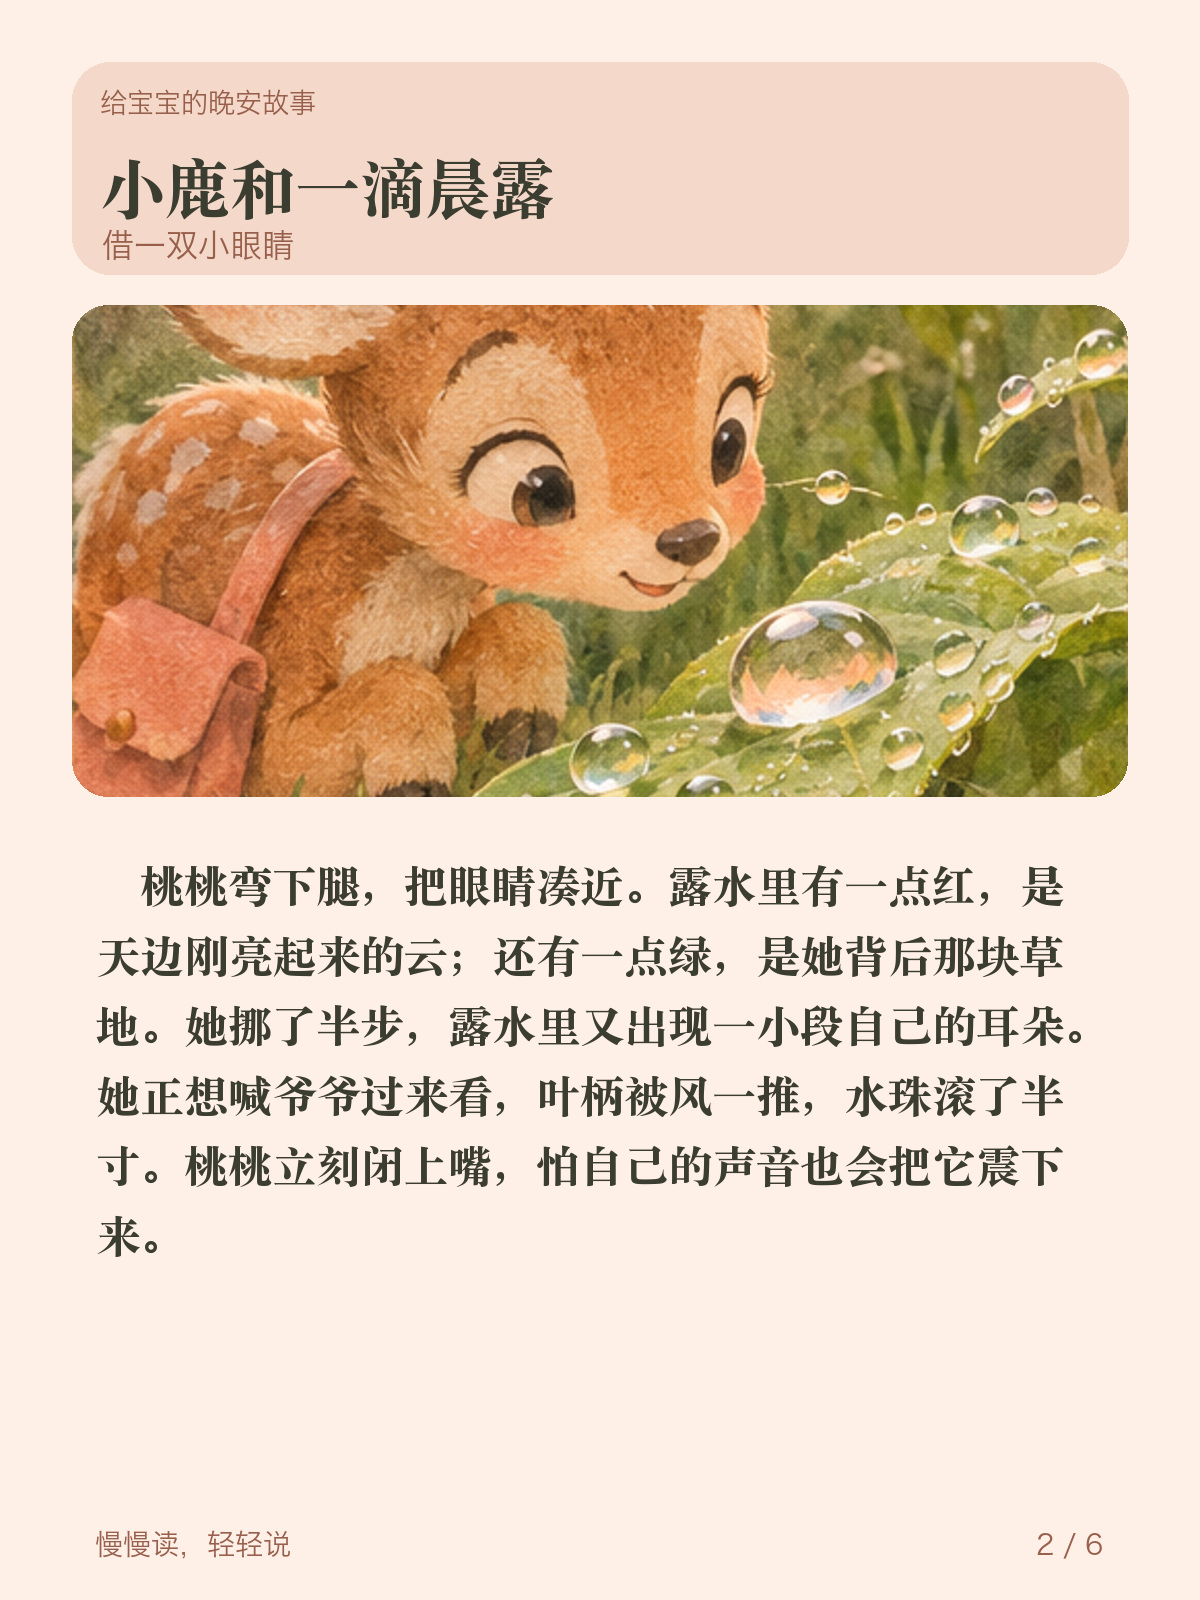 给宝宝的晚安故事
小鹿和一滴晨露
借一双小眼睛
桃桃弯下腿，把眼睛凑近。露水里有一点红，是
天边刚亮起来的云；还有一点绿，是她背后那块草
地。她挪了半步，露水里又出现一小段自己的耳朵。
她正想喊爷爷过来看，叶柄被风一推，水珠滚了半
寸。桃桃立刻闭上嘴，怕自己的声音也会把它震下
来。
慢慢读，轻轻说
2 / 6